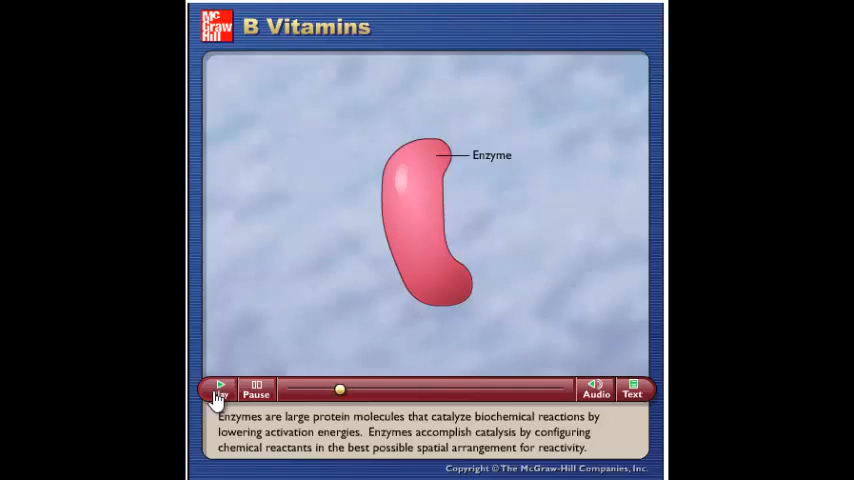 Mc
Graw
Hill
B Vitamins
Enzyme
Pause
Audio
Text
Enzymes are large protein molecules that catalyze biochemical reactions by
lowering activation energies. Enzymes accomplish catalysis by configuring
chemical reactants in the best possible spatial arrangement for reactivity.
Copyright © The McGraw-Hill Companies, Inc.